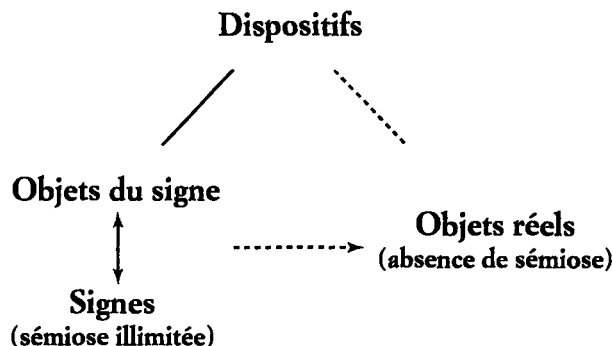 Dispositifs
Objets du signe
Objets réels
(absence de sémiose)
Signes
(sémiose illimitée)